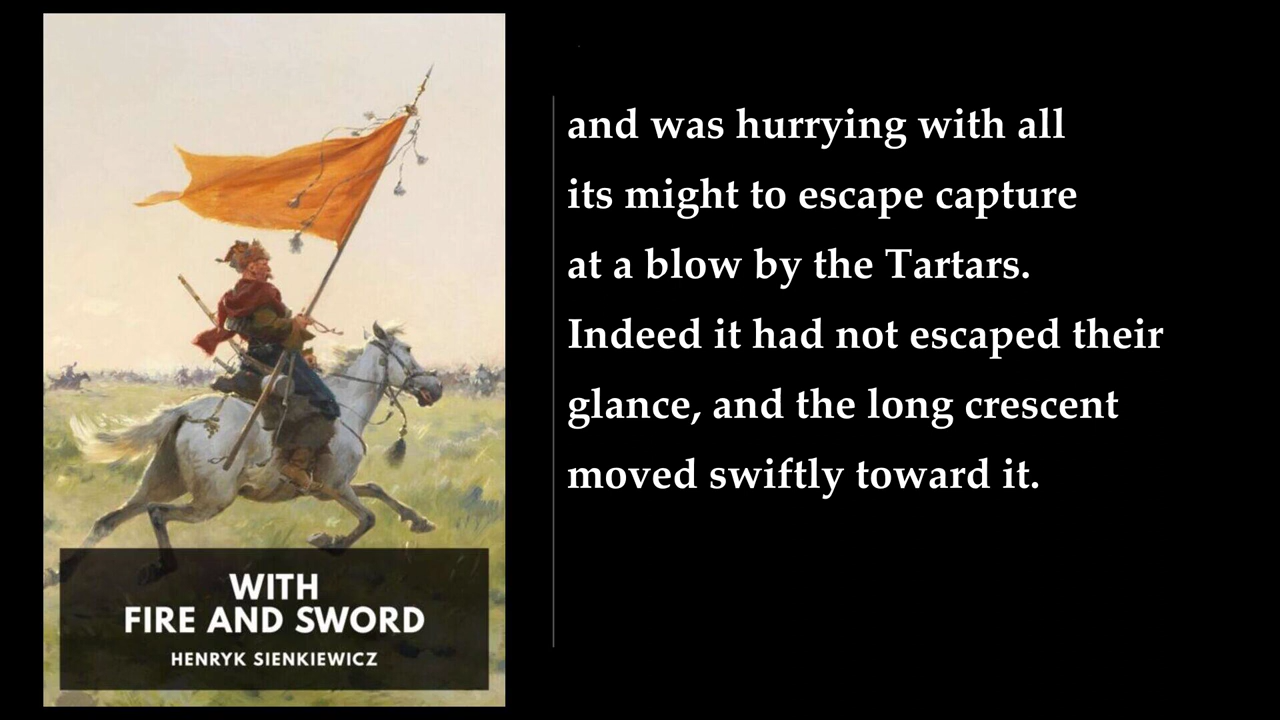 WITH
FIRE AND SWORD
HENRYK SIENKIEWICZ
and was hurrying with all
its might to escape capture
at a blow by the Tartars.
Indeed it had not escaped their
glance, and the long crescent
moved swiftly toward it.